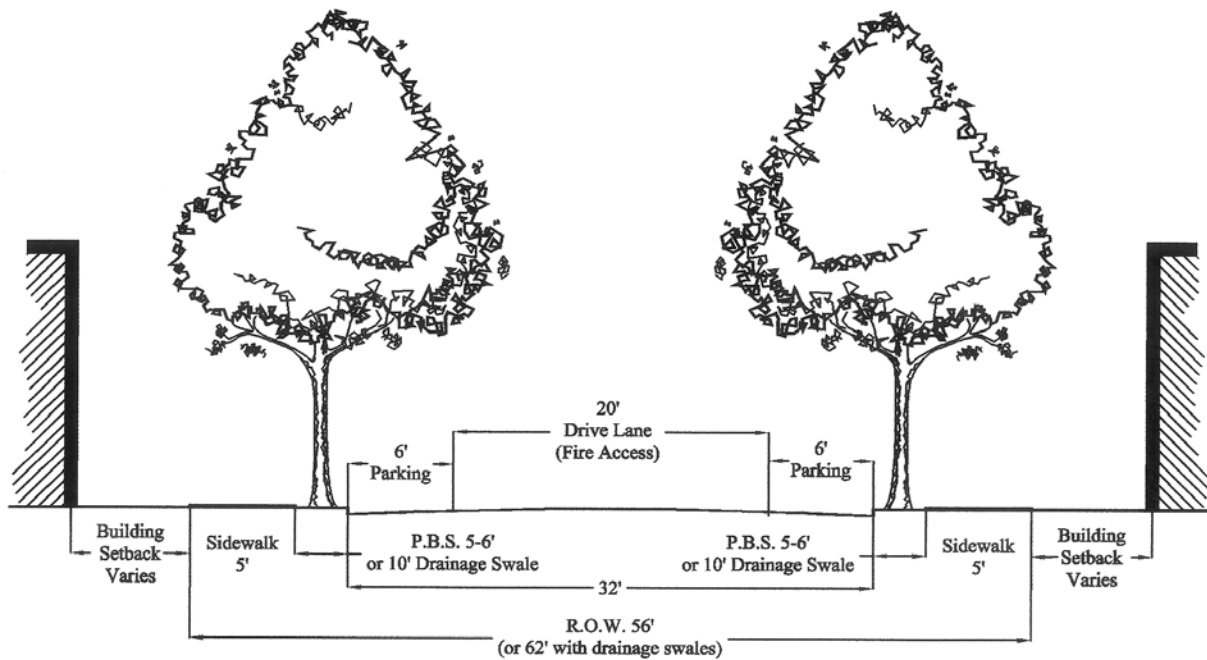 20'
Drive Lane
(Fire Access)
6'
Parking
6'
Parking
Building
Setback
Varies
Sidewalk
5'
P.B.S. 5-6'
or 10' Drainage Swale
P.B.S. 5-6'
or 10' Drainage Swale
Sidewalk
5'
Building
Setback
Varies
32'
R.O.W. 56'
(or 62' with drainage swales)